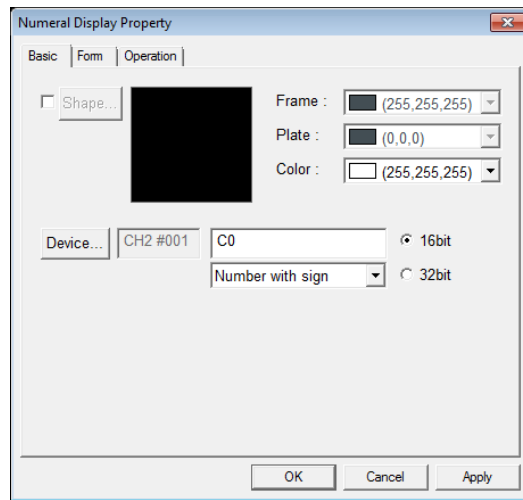 Numeral Display Property
Basic Form Operation
Shape... Frame : (255,255,255)
Plate : (0,0,0)
Color : (255,255,255)
Device... CH2 #001 C0 16bit
Number with sign 32bit
OK Cancel Apply